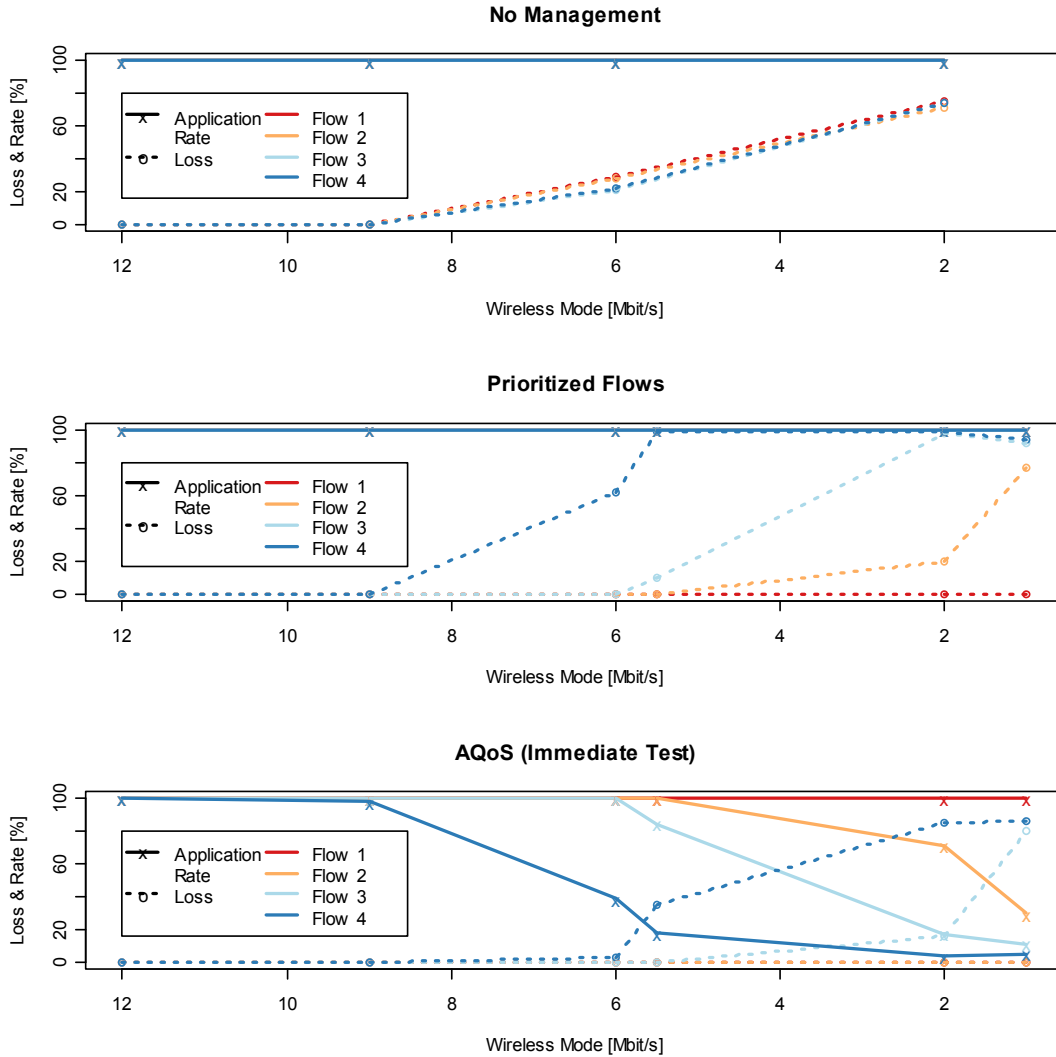 No Management
Loss & Rate [%]
100
60
20
0
Application Flow 1
Rate Flow 2
Loss Flow 3
Flow 4
12 10 8 6 4 2
Wireless Mode [Mbit/s]
Prioritized Flows
Loss & Rate [%]
100
60
20
0
Application Flow 1
Rate Flow 2
Loss Flow 3
Flow 4
12 10 8 6 4 2
Wireless Mode [Mbit/s]
AQoS (Immediate Test)
Loss & Rate [%]
100
60
20
0
Application Flow 1
Rate Flow 2
Loss Flow 3
Flow 4
12 10 8 6 4 2
Wireless Mode [Mbit/s]